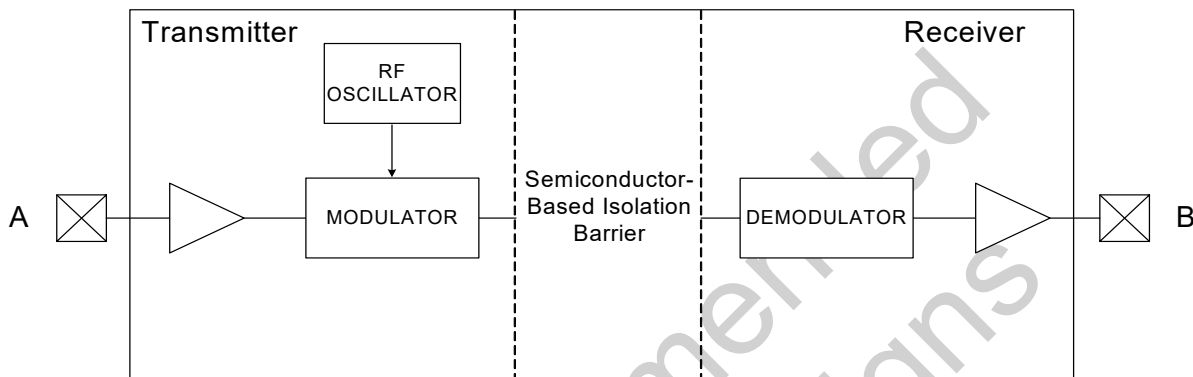 Transmitter
Receiver
RF
OSCILLATOR
A
MODULATOR
Semiconductor-
Based Isolation
Barrier
DEMODULATOR
B